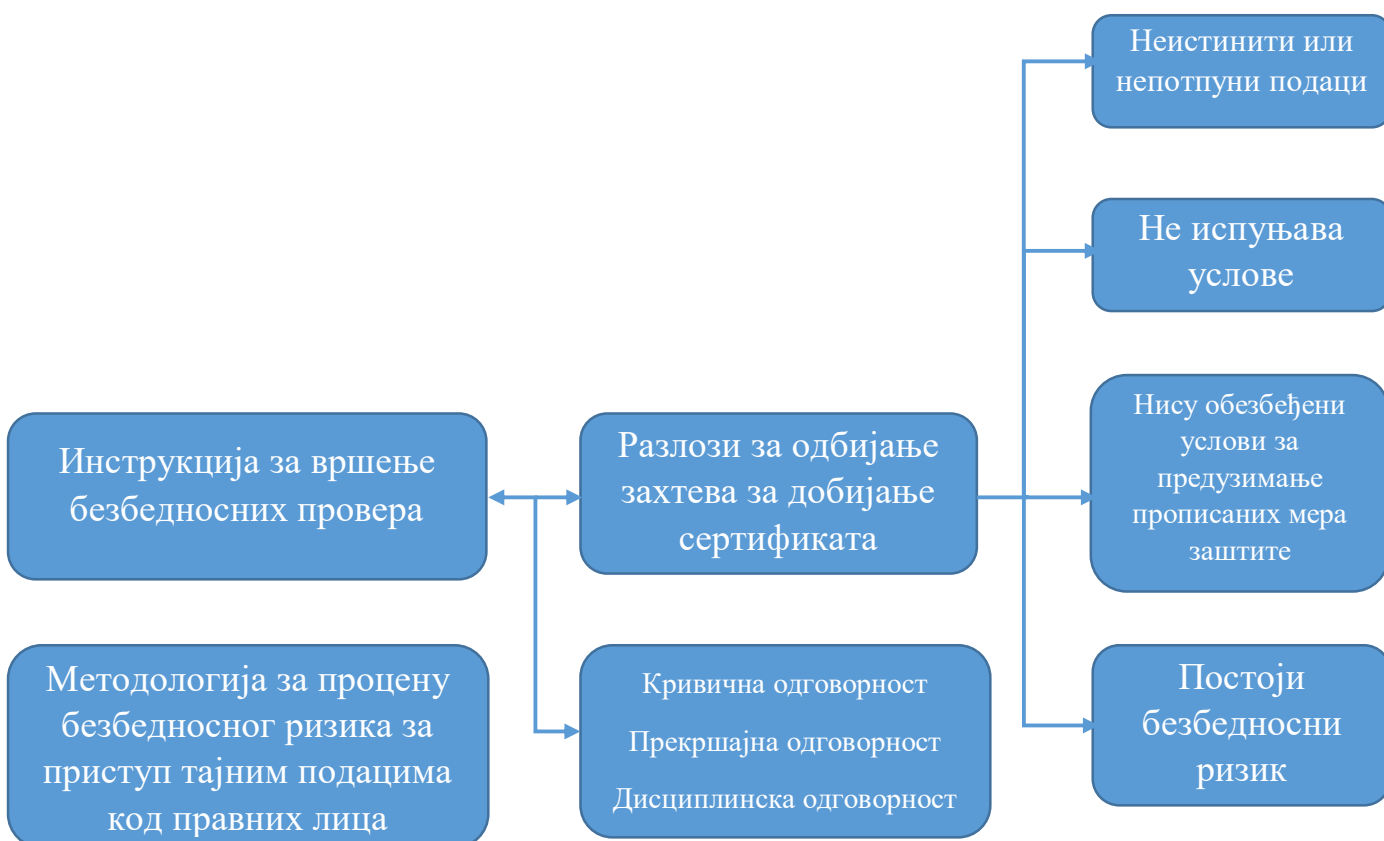 Неистинити или
непотпуни подаци
Не испуњава
услове
Нису обезбеђени
услови за
предузимање
прописаних мера
заштите
Инструкција за вршење
безбедносних провера
Разлози за одбијање
захтева за добијање
сертификата
Методологија за процену
безбедносног ризика за
приступ тајним подацима
код правних лица
Кривична одговорност
Прекршајна одговорност
Дисциплинска одговорност
Постоји
безбедносни
ризик